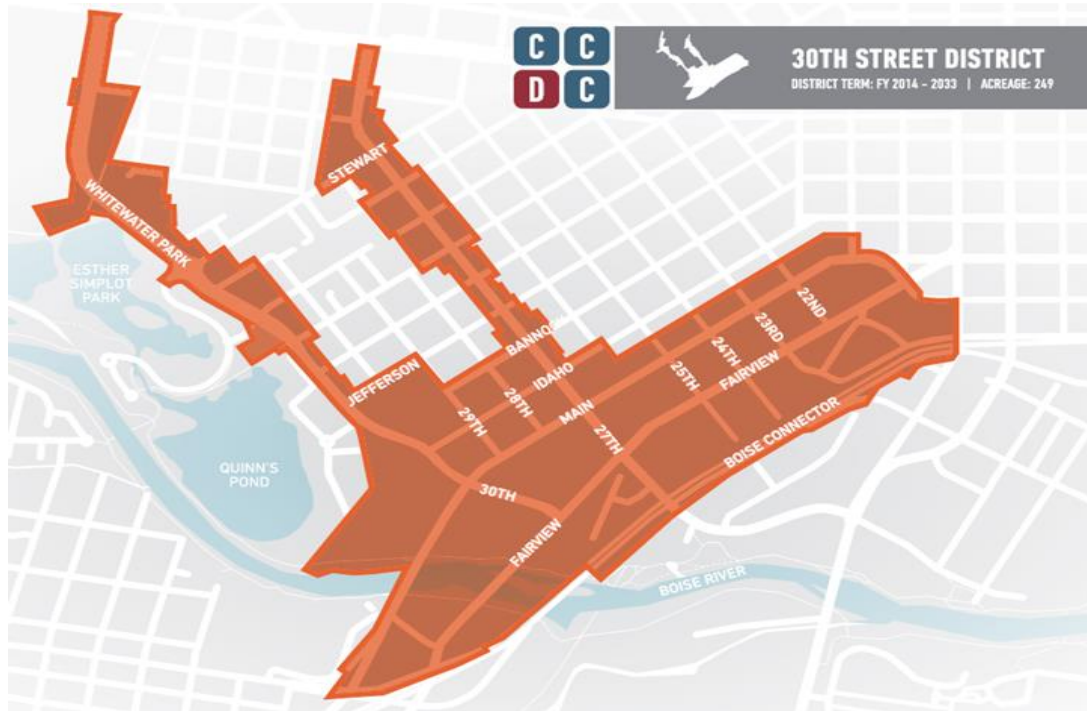 C C
D C
30TH STREET DISTRICT
DISTRICT TERM: FY 2014 - 2033 | ACREAGE: 249
STEWART
WHITEWATER PARK
ESTHER
SIMPLOT
PARK
BANNOCK
JEFFERSON
IDAHO
22ND
23RD
24TH
25TH
FAIRVIEW
28TH
29TH
MAIN
27TH
BOISE CONNECTOR
QUINN'S
POND
30TH
FAIRVIEW
BOISE RIVER